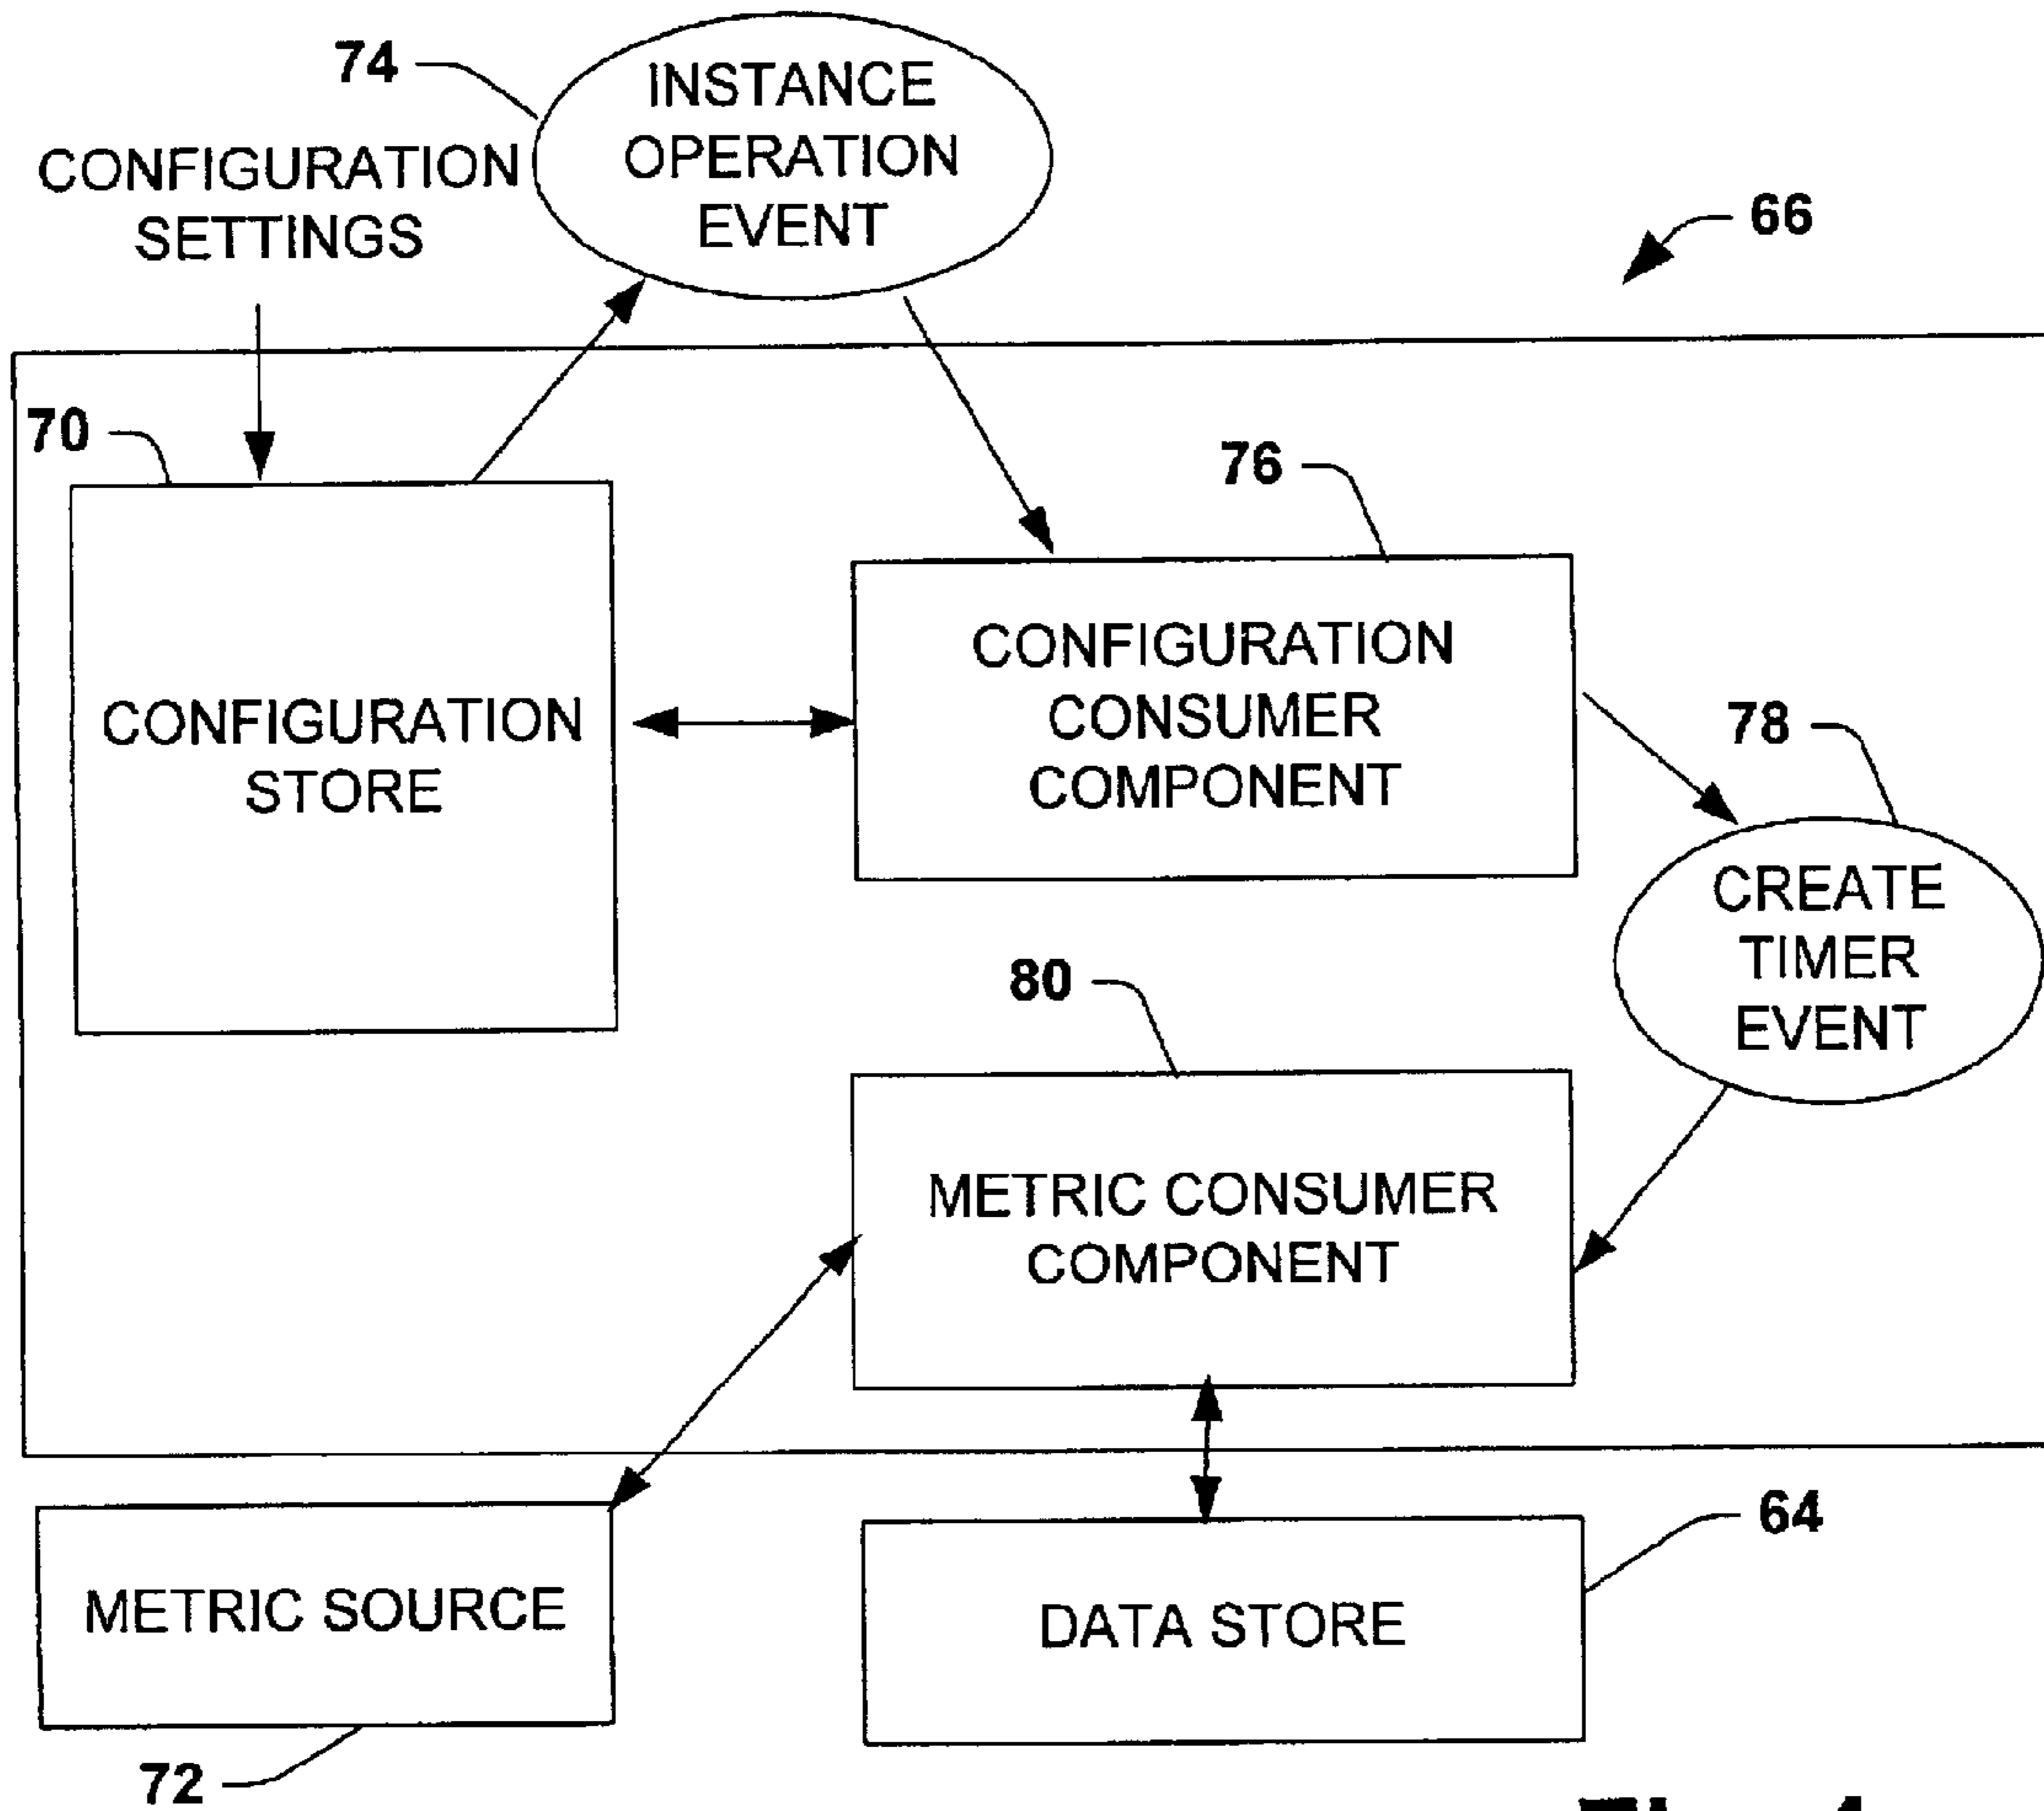 74
INSTANCE
OPERATION
EVENT
CONFIGURATION
SETTINGS
66
70
76
CONFIGURATION
STORE
CONFIGURATION
CONSUMER
COMPONENT
78
CREATE
TIMER
EVENT
80
METRIC CONSUMER
COMPONENT
64
METRIC SOURCE
DATA STORE
72